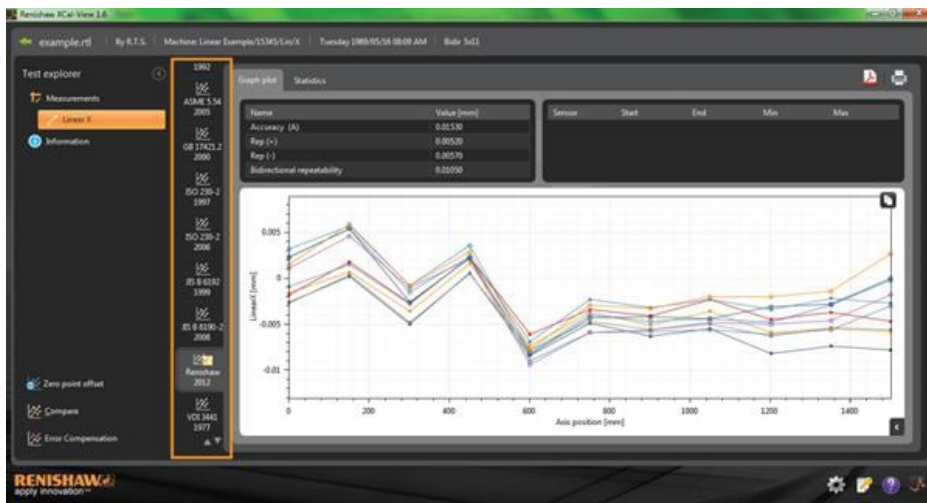 Renishaw XCal-View 1.6
example.rtl
By R.T.S.
Machine: Linear Example/15345/Lin/X
Tuesday 1989/05/16 08:09 AM
Bidir 5x11
Test explorer
Measurements
Linear X
Information
Zero point offset
Compare
Error Compensation
1992
ASME 5.54
2005
GB 17421.2
2000
ISO 230-2
1997
ISO 230-2
2006
JIS B 6192
1999
JIS B 6190-2
2008
Renishaw
2012
VDI 3441
1977
Graph plot
Statistics
Name Value [mm]
Accuracy (A) 0.01530
Rep (+) 0.00520
Rep (-) 0.00570
Bidirectional repeatability 0.01050
Sensor Start End Min Max
LinearX [mm]
0.005
0
-0.005
-0.01
0 200 400 600 800 1000 1200 1400
Axis position [mm]
RENISHAW
apply innovation™